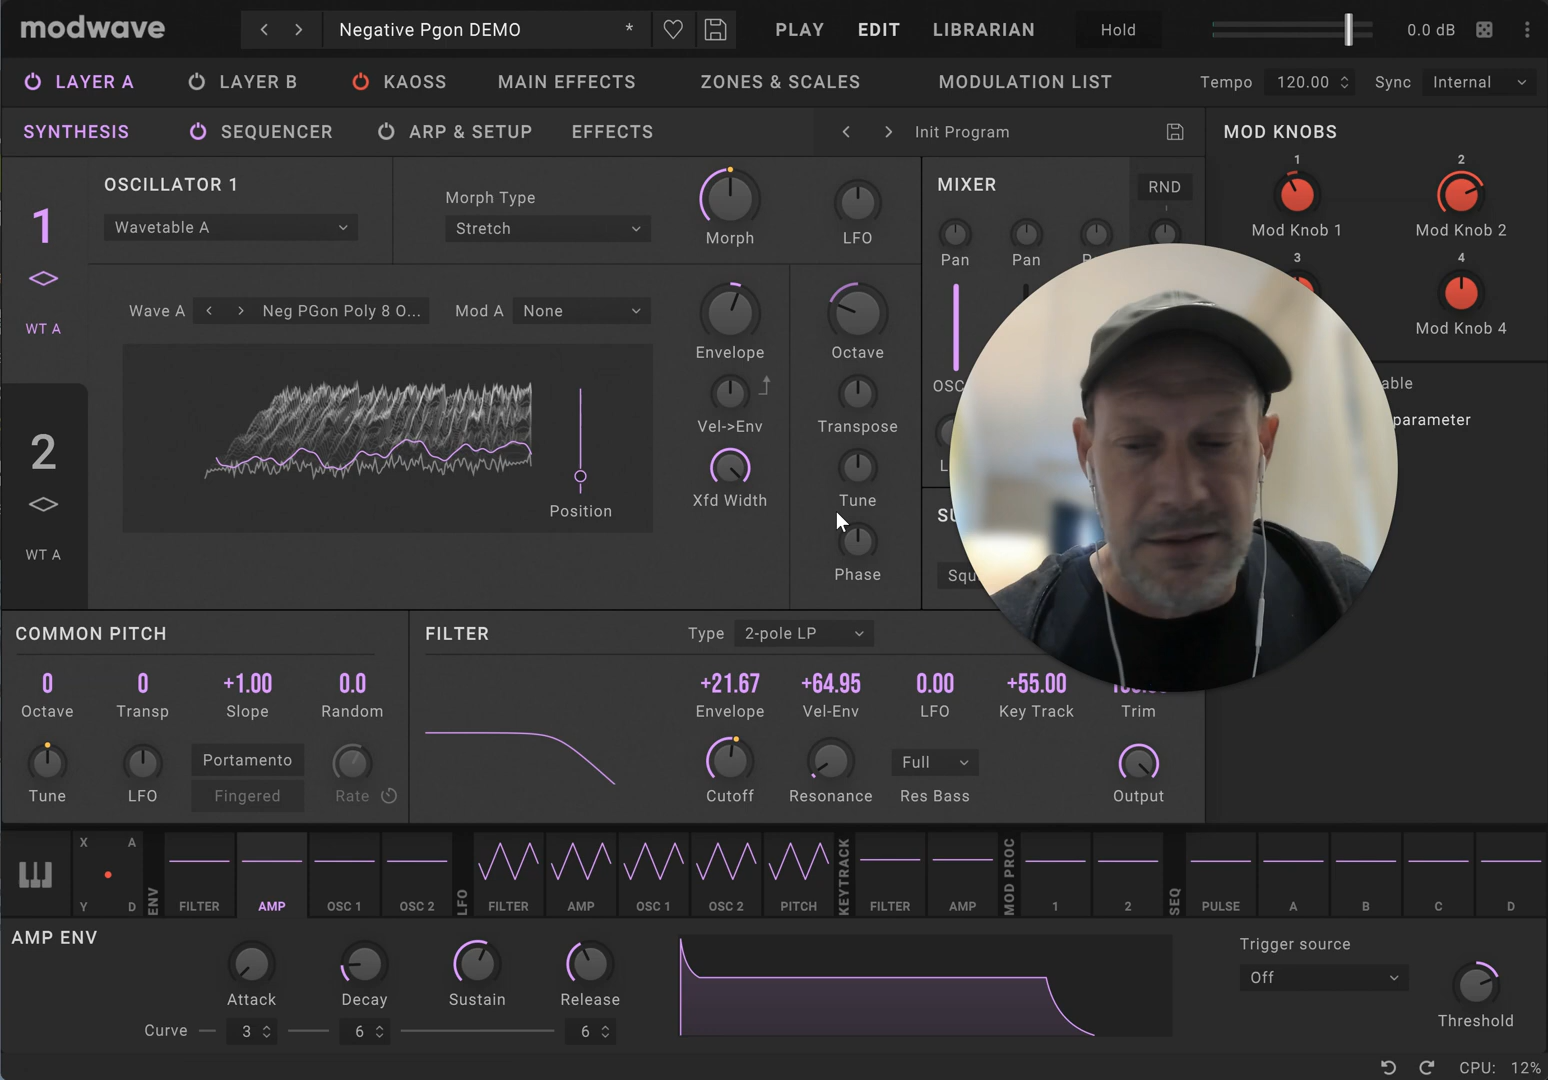 modwave
Negative Pgon DEMO *
PLAY EDIT LIBRARIAN Hold 0.0 dB
LAYER A LAYER B KAOSS MAIN EFFECTS ZONES & SCALES MODULATION LIST Tempo 120.00 Sync Internal
SYNTHESIS SEQUENCER ARP & SETUP EFFECTS Init Program MOD KNOBS
1
WT A
2
WT A
OSCILLATOR 1
Wavetable A
Morph Type
Stretch
Morph
LFO
Wave A Neg PGon Poly 8 O... Mod A None
Position
Envelope
Vel->Env
Xfd Width
Octave
Transpose
Tune
Phase
MIXER RND
Pan Pan
OSC
1 2
Mod Knob 1 Mod Knob 2
3 4
Mod Knob 4
able
parameter
Squ
COMMON PITCH
0 0 +1.00 0.0
Octave Transp Slope Random
Portamento
Fingered
Tune LFO Rate
FILTER Type 2-pole LP
+21.67 +64.95 0.00 +55.00
Envelope Vel-Env LFO Key Track Trim
Full
Cutoff Resonance Res Bass Output
X A
Y D
ENV FILTER AMP OSC 1 OSC 2
LFO FILTER AMP OSC 1 OSC 2 PITCH
KEYTRACK FILTER AMP
MOD PROC 1 2
SEQ PULSE A B C D
AMP ENV
Attack Decay Sustain Release
Curve 3 6 6
Trigger source
Off
Threshold
CPU: 12%